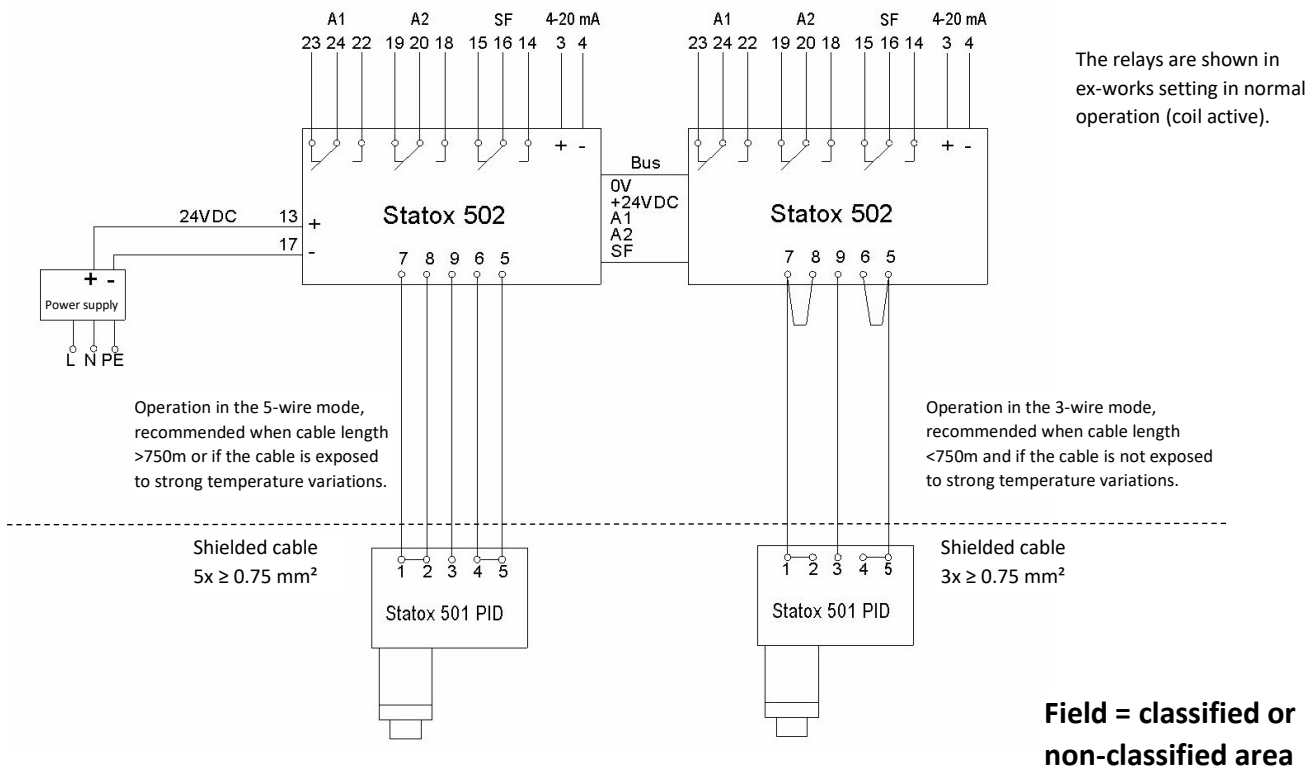 A1 A2 SF 4-20 mA
23 24 22 19 20 18 15 16 14 3 4
A1 A2 SF 4-20 mA
23 24 22 19 20 18 15 16 14 3 4
The relays are shown in
ex-works setting in normal
operation (coil active).
+ -
+ -
Bus
0V
+24VDC
A1
A2
SF
24VDC 13 +
17 -
Statox 502
7 8 9 6 5
Statox 502
7 8 9 6 5
+ -
Power supply
L N PE
Operation in the 5-wire mode,
recommended when cable length
>750m or if the cable is exposed
to strong temperature variations.
Operation in the 3-wire mode,
recommended when cable length
<750m and if the cable is not exposed
to strong temperature variations.
Shielded cable
5x ≥ 0.75 mm²
1 2 3 4 5
Statox 501 PID
1 2 3 4 5
Statox 501 PID
Shielded cable
3x ≥ 0.75 mm²
Field = classified or
non-classified area